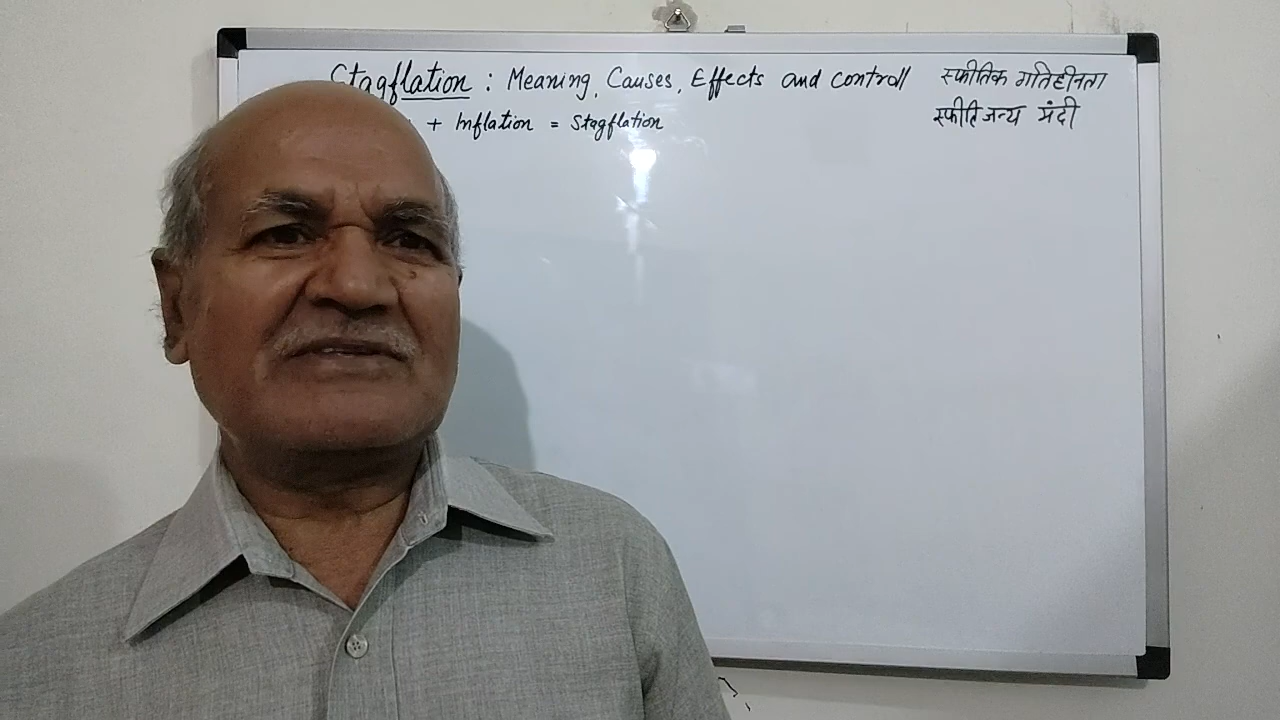 Stagflation : Meaning, Causes, Effects and Controll स्फीतिक गतिहीनता
+ Inflation = Stagflation स्फीतिजन्य मंदी